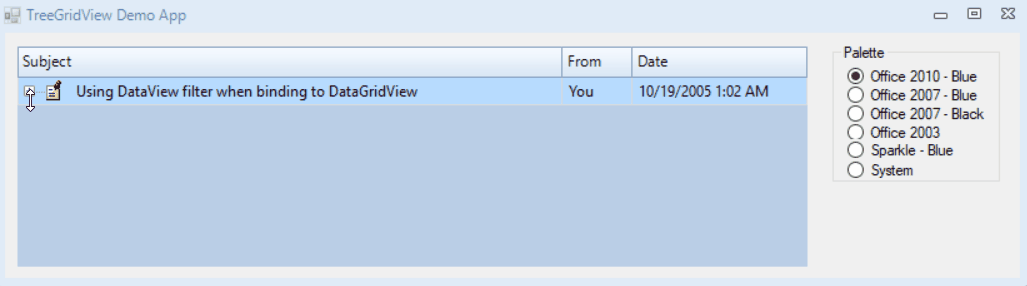 TreeGridView Demo App
Subject From Date
Using DataView filter when binding to DataGridView You 10/19/2005 1:02 AM
Palette
Office 2010 - Blue
Office 2007 - Blue
Office 2007 - Black
Office 2003
Sparkle - Blue
System